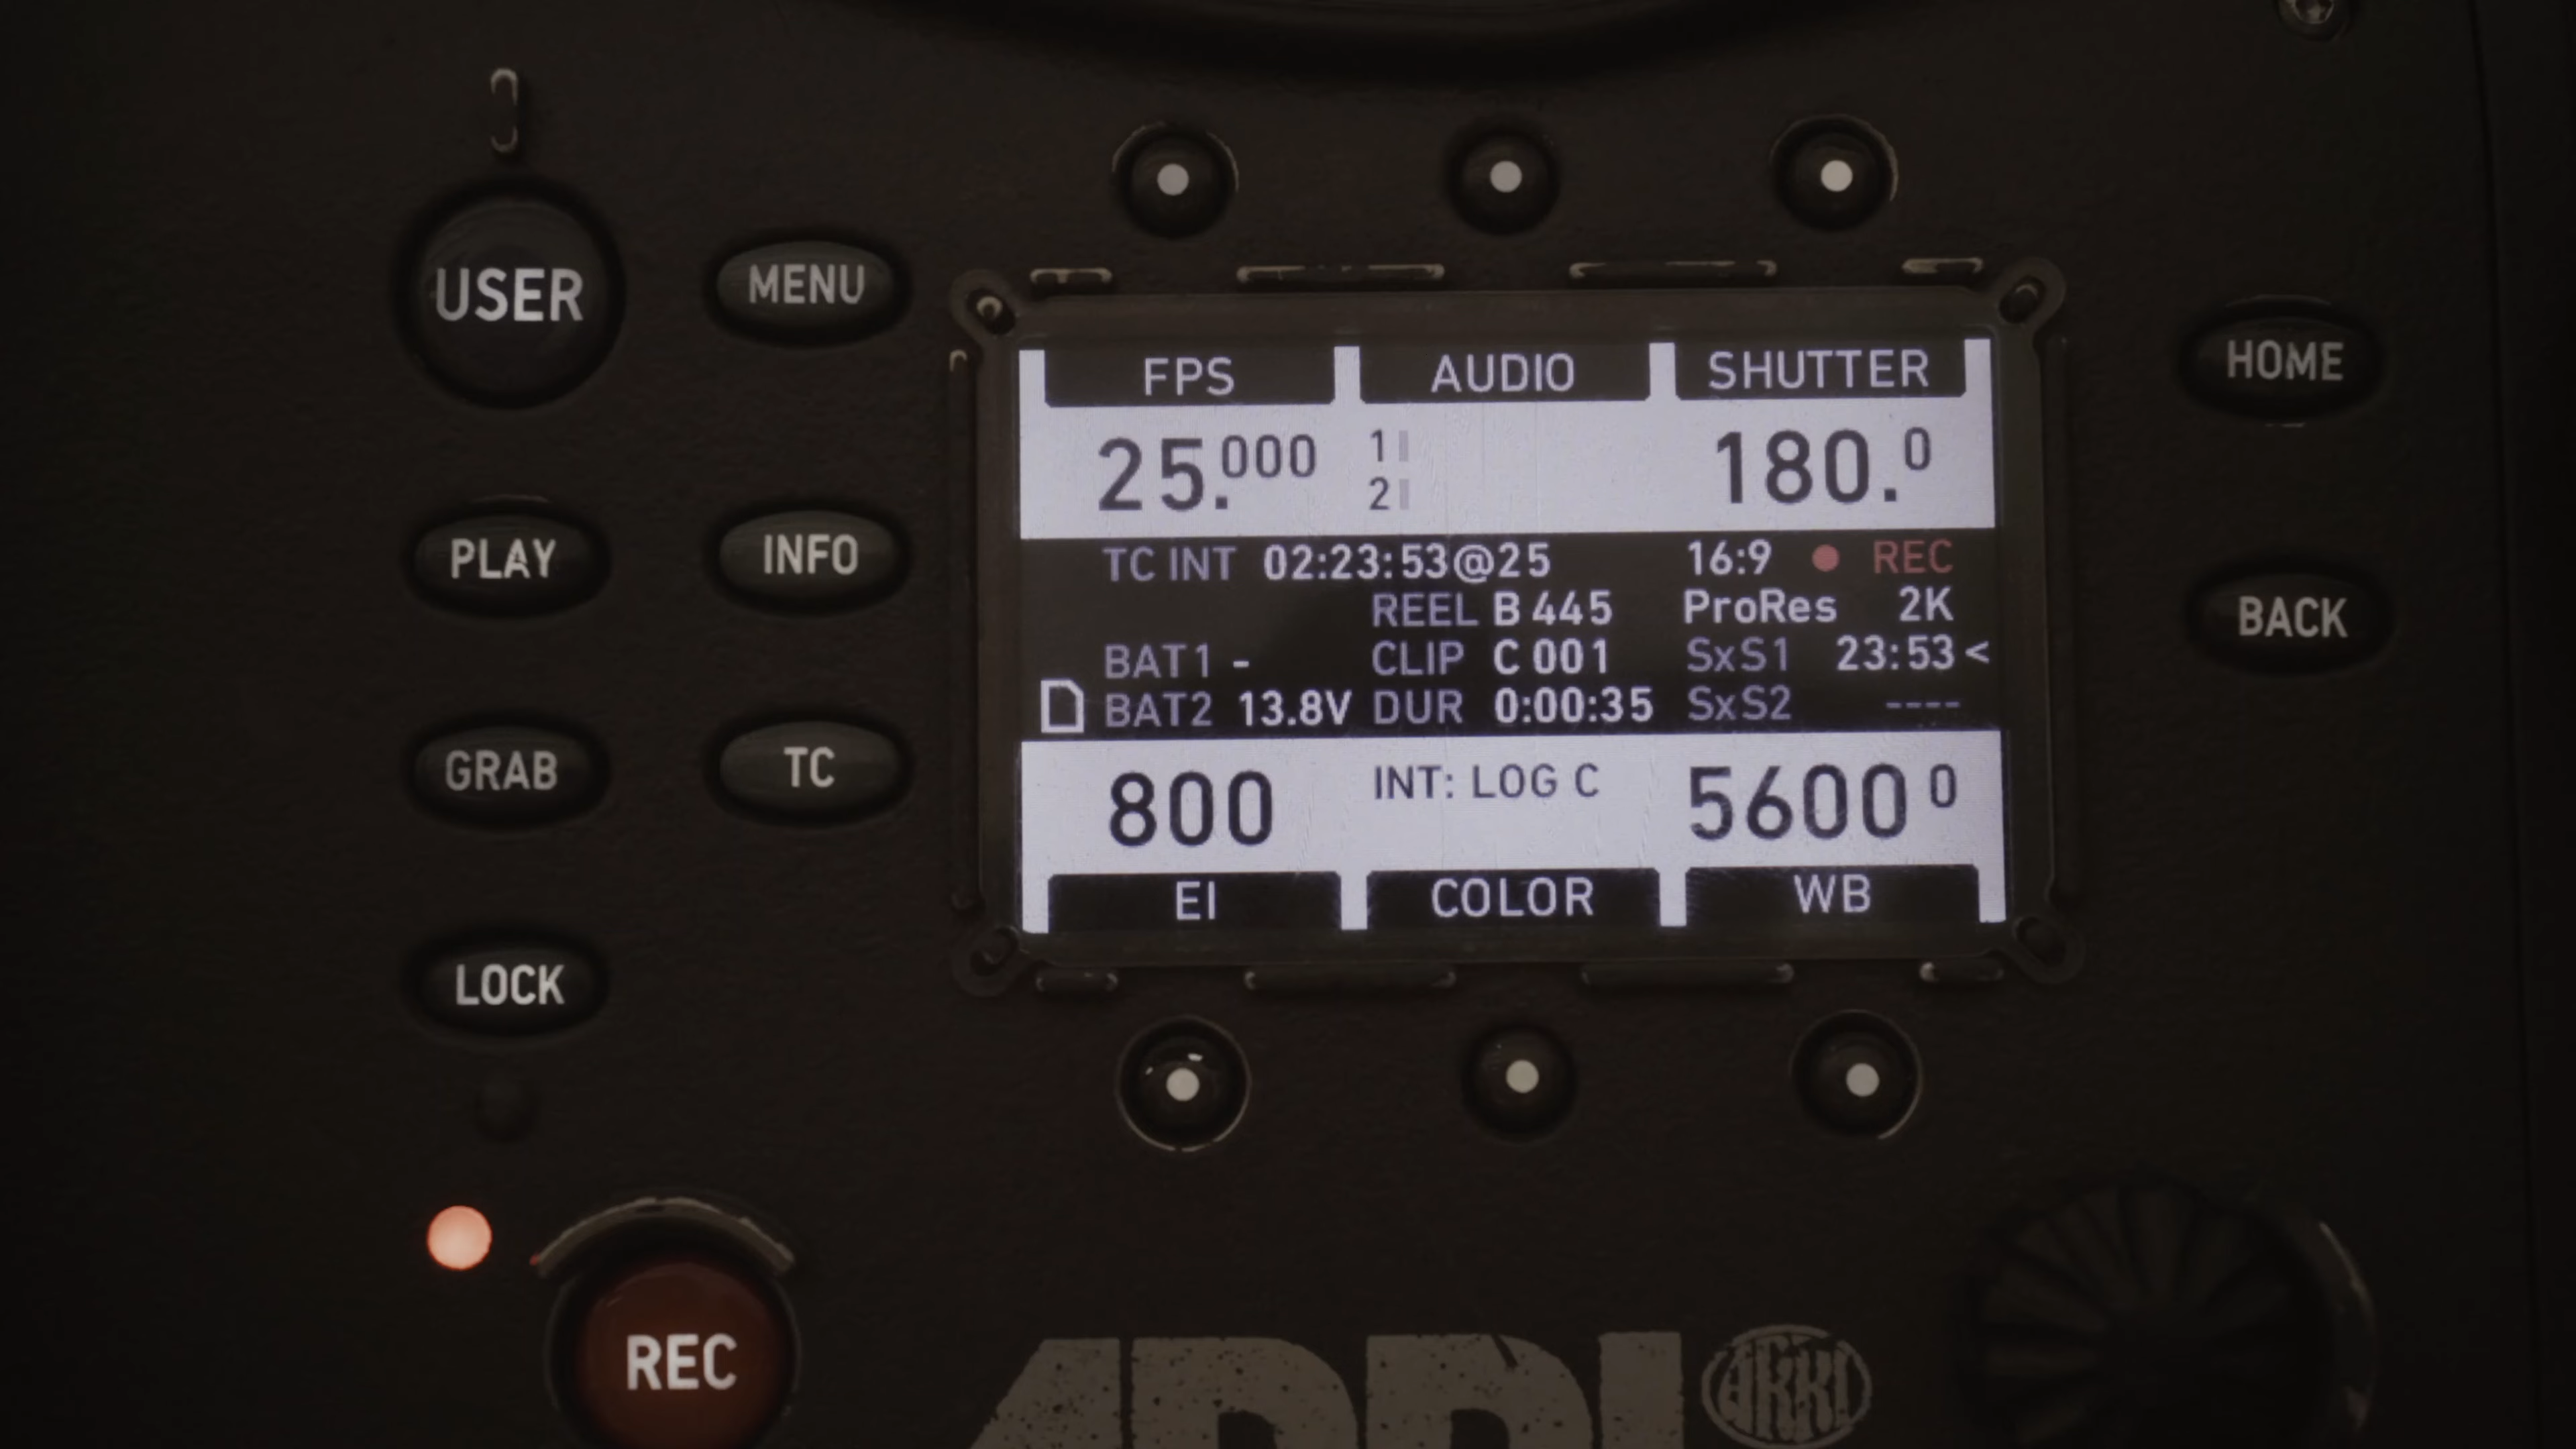 USER
MENU
PLAY
INFO
GRAB
TC
LOCK
REC
FPS AUDIO SHUTTER
25.000 1 180.0
2
TC INT 02:23:53@25 16:9 REC
REEL B 445 ProRes 2K
BAT1 - CLIP C 001 SxS1 23:53 <
BAT2 13.8V DUR 0:00:35 SxS2 ----
800 INT: LOG C 5600 0
EI COLOR WB
HOME
BACK
ARRI
ARRI